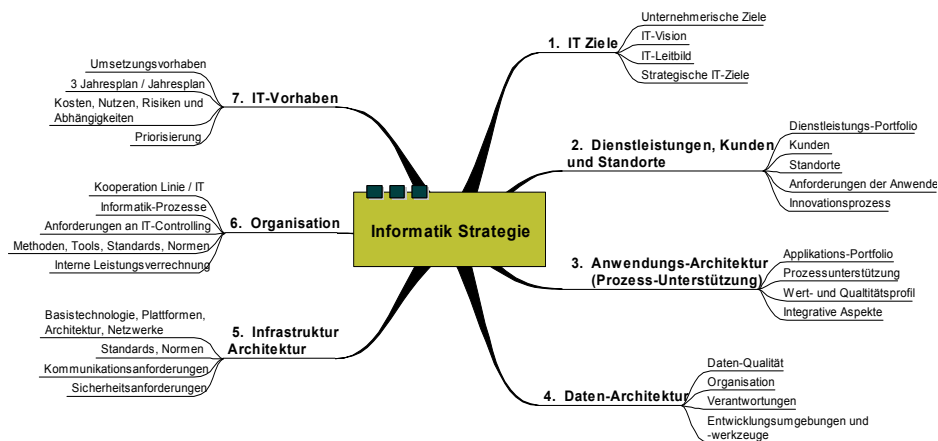 Informatik Strategie
1. IT Ziele
Unternehmerische Ziele
IT-Vision
IT-Leitbild
Strategische IT-Ziele
2. Dienstleistungen, Kunden
und Standorte
Dienstleistungs-Portfolio
Kunden
Standorte
Anforderungen der Anwende
Innovationsprozess
3. Anwendungs-Architektur
(Prozess-Unterstützung)
Applikations-Portfolio
Prozessunterstützung
Wert- und Qualtitätsprofil
Integrative Aspekte
4. Daten-Architektur
Daten-Qualität
Organisation
Verantwortungen
Entwicklungsumgebungen und
-werkzeuge
5. Infrastruktur
Architektur
Basistechnologie, Plattformen,
Architektur, Netzwerke
Standards, Normen
Kommunikationsanforderungen
Sicherheitsanforderungen
6. Organisation
Kooperation Linie / IT
Informatik-Prozesse
Anforderungen an IT-Controlling
Methoden, Tools, Standards, Normen
Interne Leistungsverrechnung
7. IT-Vorhaben
Umsetzungsvorhaben
3 Jahresplan / Jahresplan
Kosten, Nutzen, Risiken und
Abhängigkeiten
Priorisierung